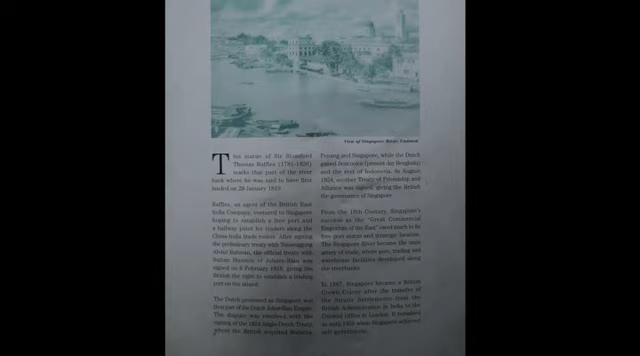 View of Singapore River, Eastward
This statue of Sir Stamford
Thomas Raffles (1781-1826)
marks that part of the river
bank where he was said to have first
landed on 28 January 1819
Raffles, an agent of the British East
India Company, ventured to Singapore
hoping to establish a free port and
a halfway point for traders along the
China-India trade routes. After signing
the preliminary treaty with Temenggong
Abdul Rahman, the official treaty with
Sultan Hussein of Johore-Riau was
signed on 6 February 1819, giving the
British the right to establish a trading
post on the island.
The Dutch protested as Singapore was
then part of the Dutch Johore-Riau Empire.
The dispute was resolved with the
signing of the 1824 Anglo-Dutch Treaty,
where the British acquired Malacca,
Penang and Singapore, while the Dutch
gained (present day Bengkulu)
and the rest of Indonesia. In August
1824, another Treaty of Friendship and
Alliance was signed, giving the British
the governance of Singapore
From the 19th Century, Singapore's
success as the "Great Commercial
Emporium of the East" owed much to its
free port status and strategic location.
The Singapore River became the main
artery of trade, where port, trading and
warehouse facilities developed along
the riverbanks
In 1867, Singapore became a British
Crown Colony after the transfer of
the Straits Settlements from the
British Administration in India to the
Colonial Office in London. It remained
so until 1959 when Singapore achieved
self-government.